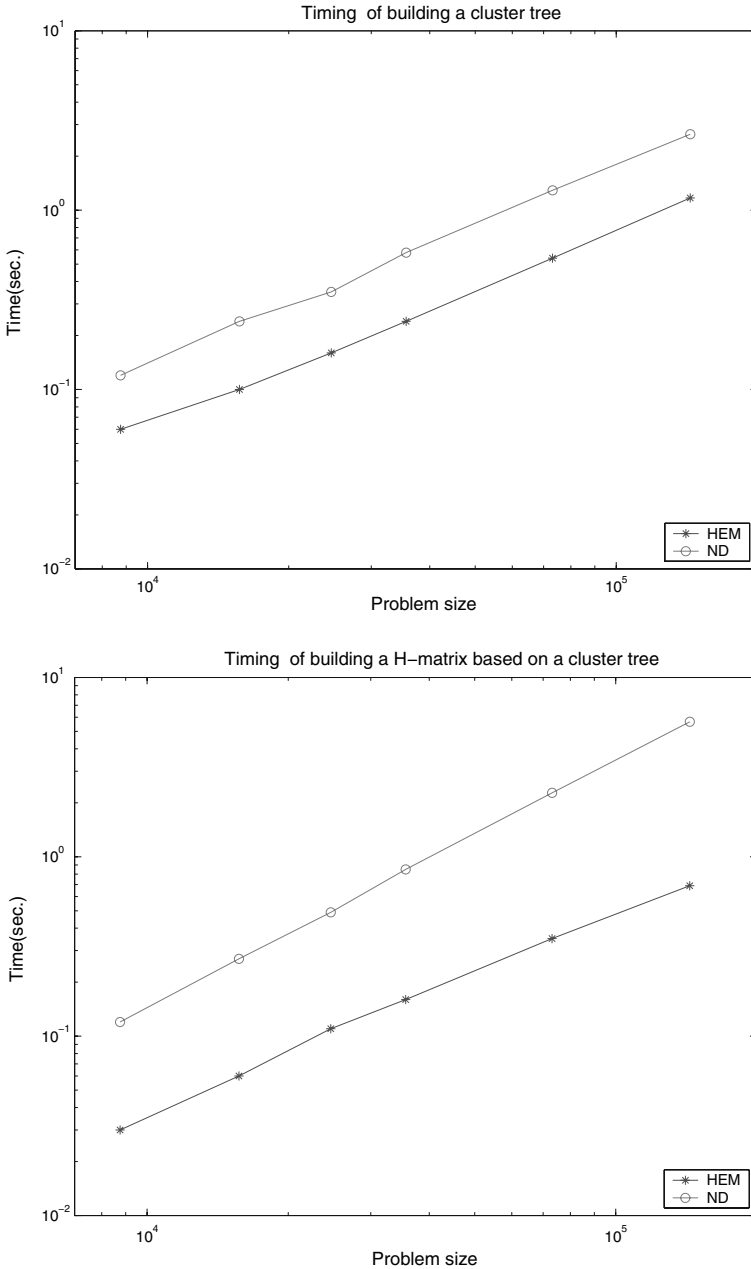 Timing of building a cluster tree
10^1
10^0
10^-1
10^-2
Time(sec.)
10^4
10^5
Problem size
HEM
ND
Timing of building a H-matrix based on a cluster tree
10^1
10^0
10^-1
10^-2
Time(sec.)
10^4
10^5
Problem size
HEM
ND